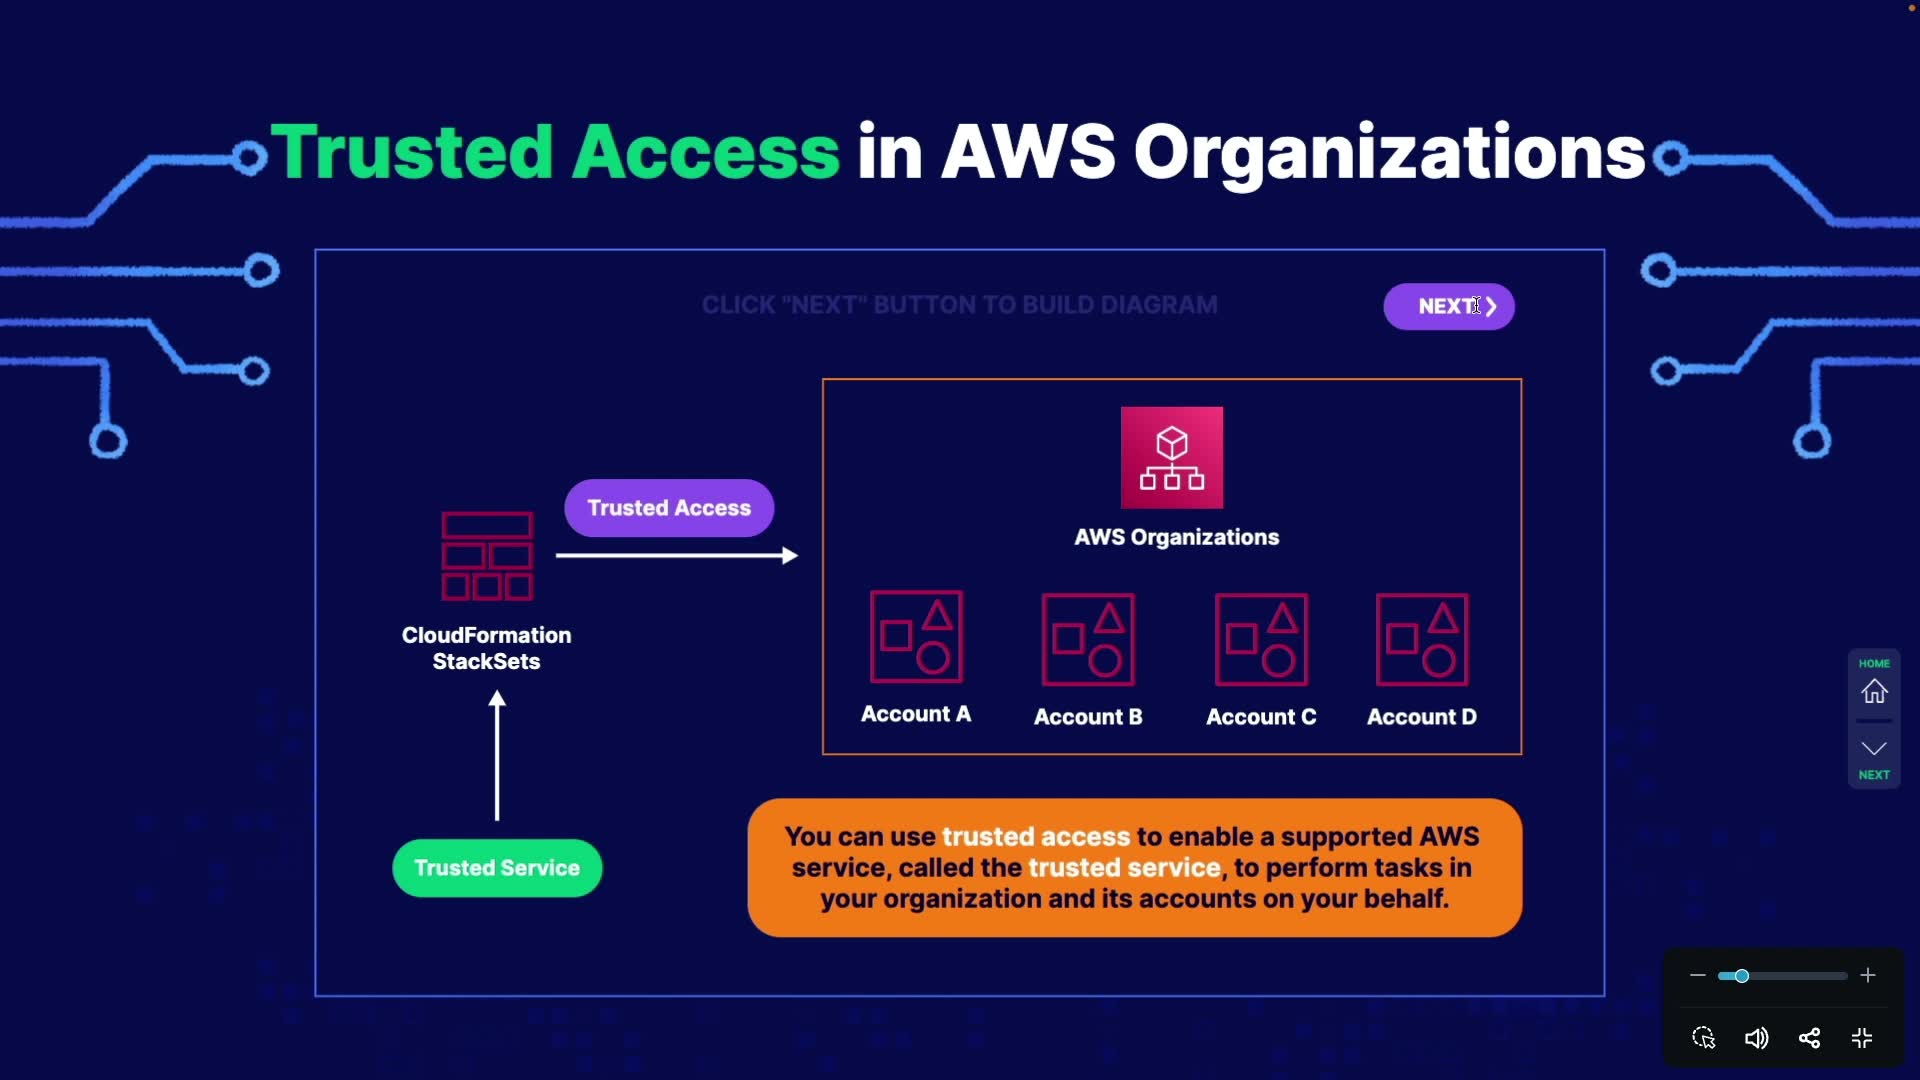 Trusted Access in AWS Organizations
CLICK "NEXT" BUTTON TO BUILD DIAGRAM
NEXT
Trusted Access
AWS Organizations
CloudFormation
StackSets
Account A
Account B
Account C
Account D
HOME
NEXT
Trusted Service
You can use trusted access to enable a supported AWS
service, called the trusted service, to perform tasks in
your organization and its accounts on your behalf.